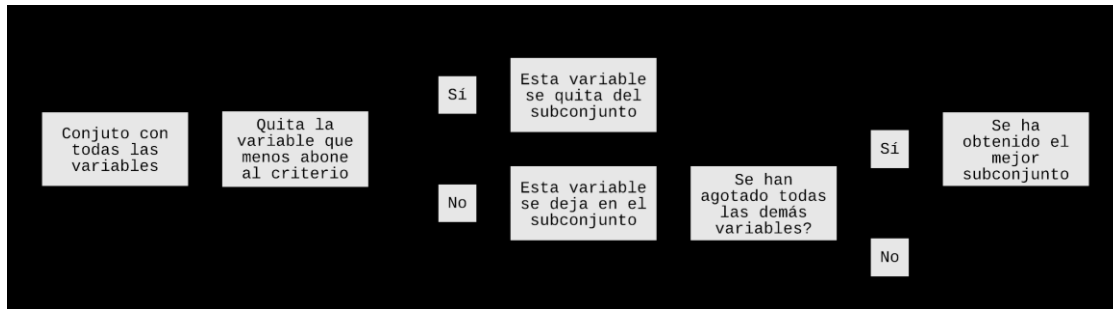 Conjuto con
todas las
variables
Quita la
variable que
menos abone
al criterio
Sí
Esta variable
se quita del
subconjunto
No
Esta variable
se deja en el
subconjunto
Se han
agotado todas
las demás
variables?
Sí
Se ha
obtenido el
mejor
subconjunto
No